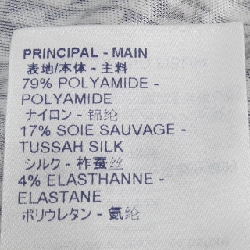 PRINCIPAL - MAIN
表地/本体 - 主料
79% POLYAMIDE -
POLYAMIDE
ナイロン - 锦纶
17% SOIE SAUVAGE -
TUSSAH SILK
シルク - 柞蚕丝
4% ELASTHANNE -
ELASTANE
ポリウレタン - 氨纶